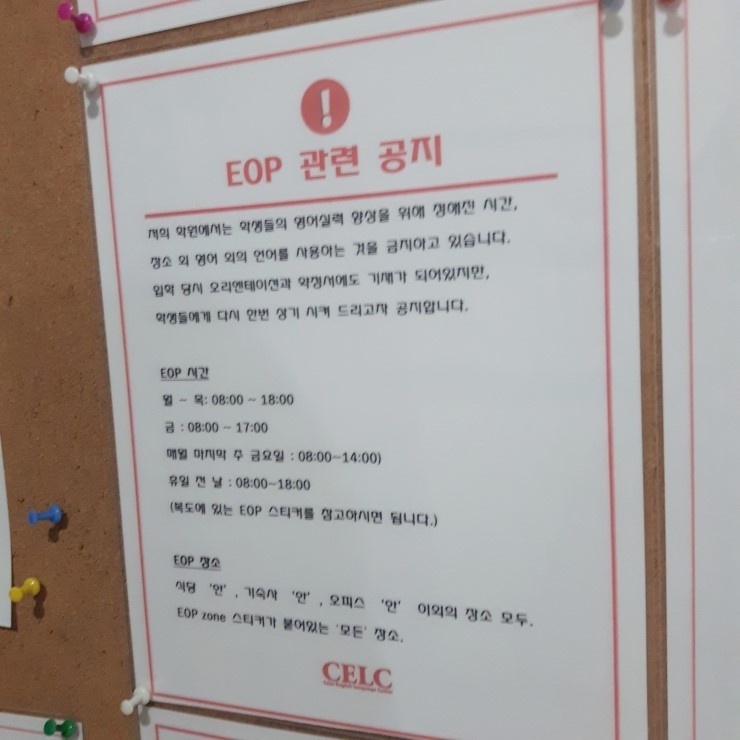 !
EOP 관련 공지
저희 학원에서는 학생들의 영어실력 향상을 위해 정해진 시간,
장소 외 영어 외의 언어를 사용하는 것을 금지하고 있습니다.
입학 당시 오리엔테이션과 학칙서에도 기재가 되어있지만,
학생들에게 다시 한번 상기 시켜 드리고자 공지합니다.
EOP 시간
월 ~ 목: 08:00 ~ 18:00
금 : 08:00 ~ 17:00
매월 마지막 주 금요일 : 08:00~14:00)
휴일 전 날 : 08:00~18:00
(복도에 있는 EOP 스티커를 참고하시면 됩니다.)
EOP 장소
식당 '안', 기숙사 '안', 오피스 '안' 이외의 장소 모두.
EOP zone 스티커가 붙어있는 '모든' 장소.
CELC